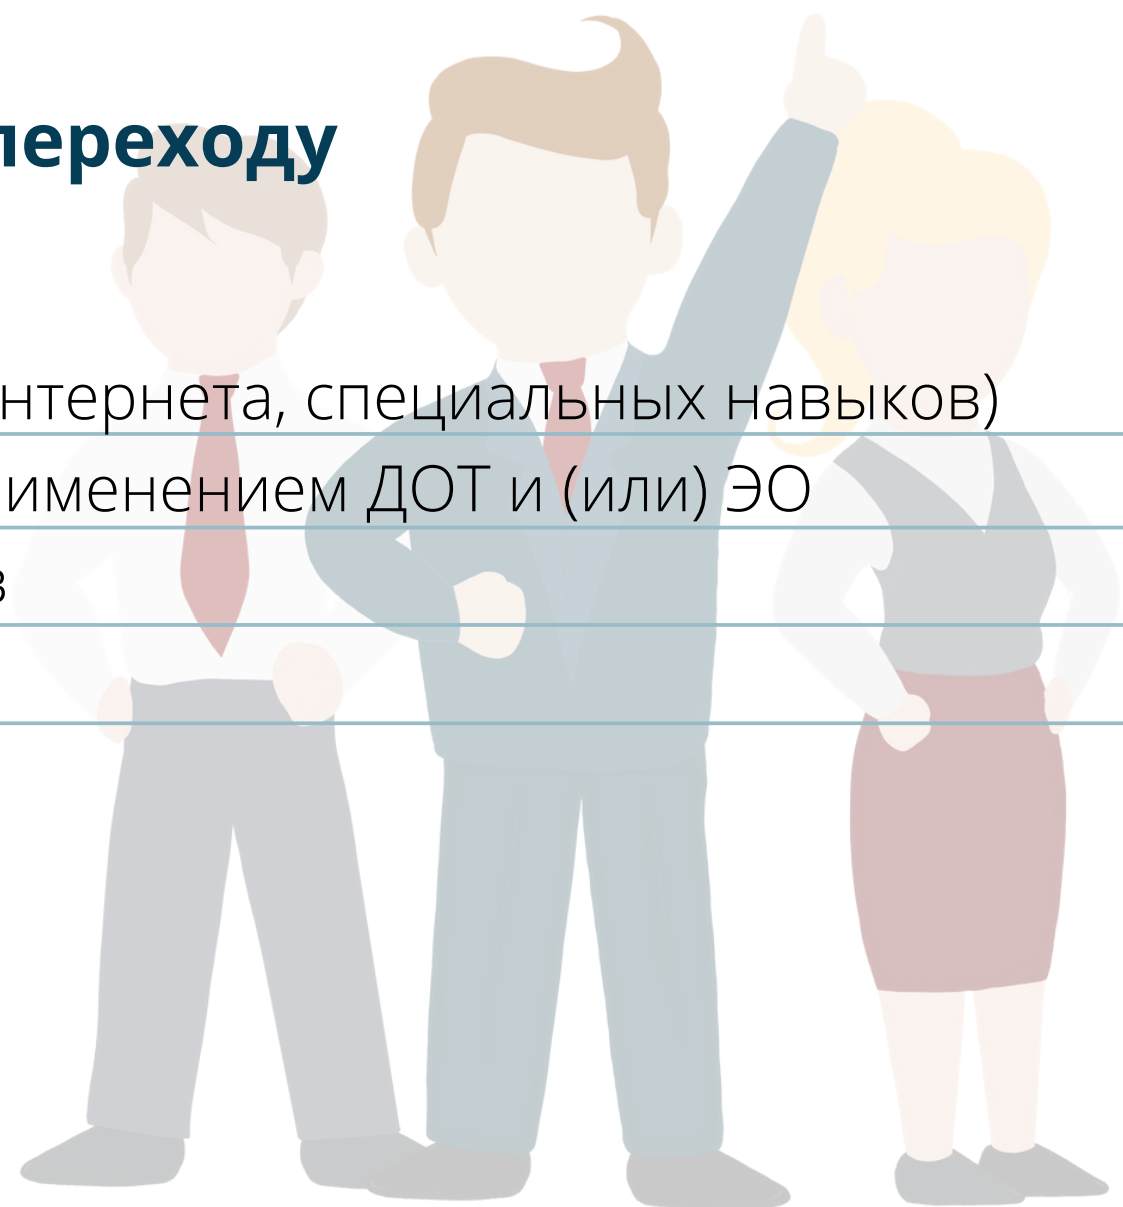 переходу
нтернета, специальных навыков)
именением ДОТ и (или) ЭО
в